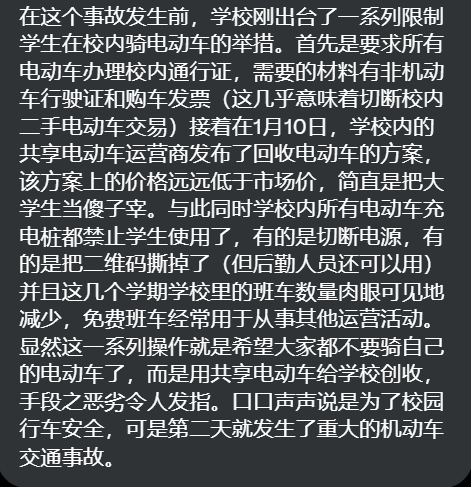 在这个事故发生前，学校刚出台了一系列限制
学生在校内骑电动车的举措。首先是要求所有
电动车办理校内通行证，需要的材料有非机动
车行驶证和购车发票（这几乎意味着切断校内
二手电动车交易）接着在1月10日，学校内的
共享电动车运营商发布了回收电动车的方案，
该方案上的价格远远低于市场价，简直是把大
学生当傻子宰。与此同时学校内所有电动车充
电桩都禁止学生使用了，有的是切断电源，有
的是把二维码撕掉了（但后勤人员还可以用）
并且这几个学期学校里的班车数量肉眼可见地
减少，免费班车经常用于从事其他运营活动。
显然这一系列操作就是希望大家都不要骑自己
的电动车了，而是用共享电动车给学校创收，
手段之恶劣令人发指。口口声声说是为了校园
行车安全，可是第二天就发生了重大的机动车
交通事故。